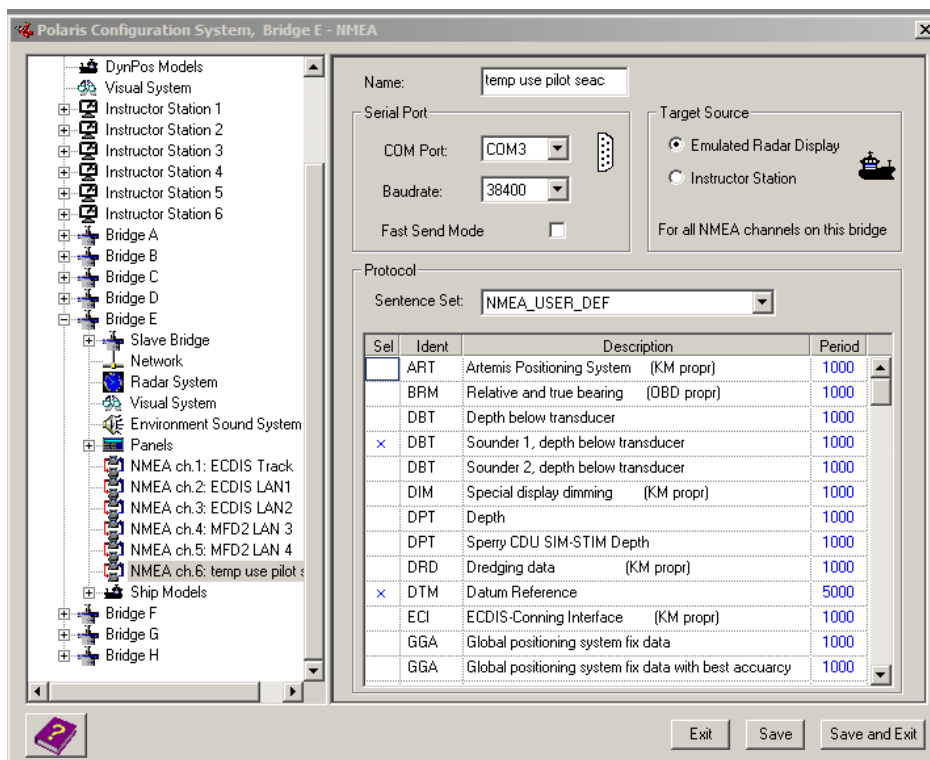 Polaris Configuration System, Bridge E - NMEA
DynPos Models
Visual System
Instructor Station 1
Instructor Station 2
Instructor Station 3
Instructor Station 4
Instructor Station 5
Instructor Station 6
Bridge A
Bridge B
Bridge C
Bridge D
Bridge E
Slave Bridge
Network
Radar System
Visual System
Environment Sound System
Panels
NMEA ch.1: ECDIS Track
NMEA ch.2: ECDIS LAN1
NMEA ch.3: ECDIS LAN2
NMEA ch.4: MFD2 LAN 3
NMEA ch.5: MFD2 LAN 4
NMEA ch.6: temp use pilot s
Ship Models
Bridge F
Bridge G
Bridge H
Name: temp use pilot seac
Serial Port
COM Port: COM3
Baudrate: 38400
Fast Send Mode
Target Source
Emulated Radar Display
Instructor Station
For all NMEA channels on this bridge
Protocol
Sentence Set: NMEA_USER_DEF
Sel Ident Description Period
ART Artemis Positioning System (KM propr) 1000
BRM Relative and true bearing (OBD propr) 1000
DBT Depth below transducer 1000
× DBT Sounder 1, depth below transducer 1000
DBT Sounder 2, depth below transducer 1000
DIM Special display dimming (KM propr) 1000
DPT Depth 1000
DPT Sperry CDU SIM-STIM Depth 1000
DRD Dredging data (KM propr) 1000
× DTM Datum Reference 5000
ECI ECDIS-Conning Interface (KM propr) 1000
GGA Global positioning system fix data 1000
GGA Global positioning system fix data with best accuarcy 1000
?
Exit Save Save and Exit